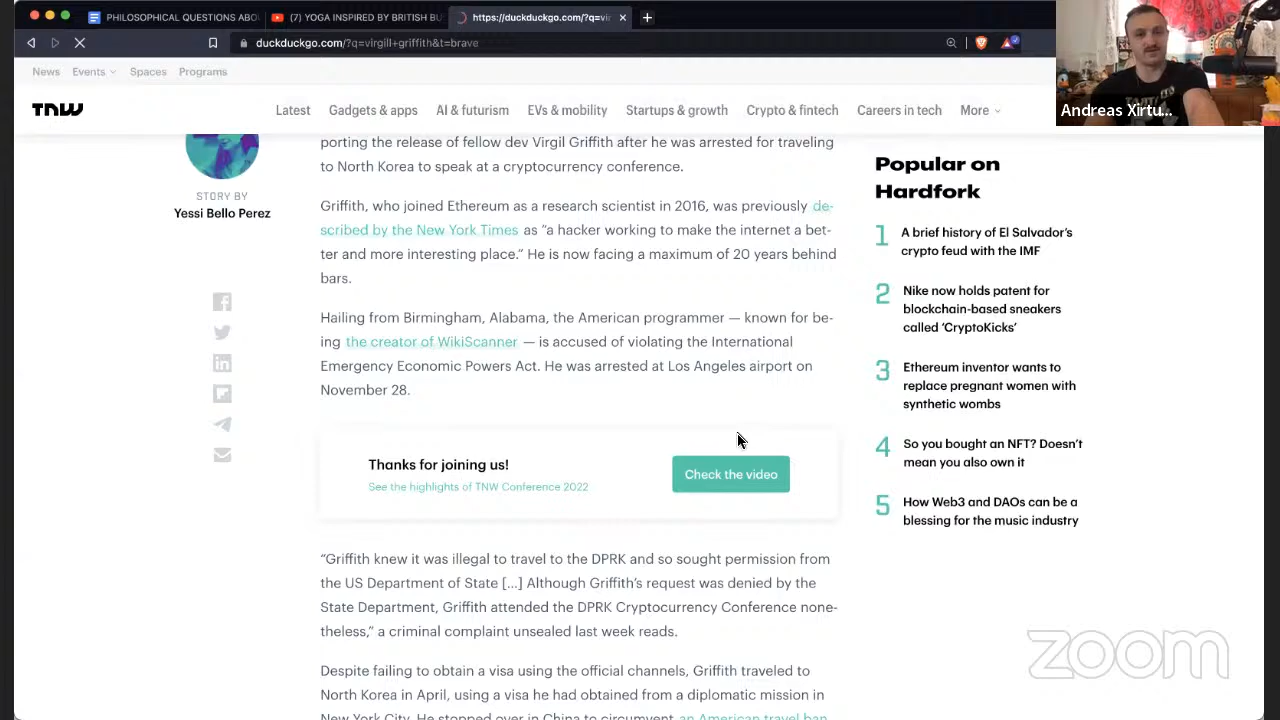 PHILOSOPHICAL QUESTIONS ABO
(7) YOGA INSPIRED BY BRITISH BU
https://duckduckgo.com/?q=vir
duckduckgo.com/?q=virgill+griffith&t=brave
News Events Spaces Programs
TNW
Latest Gadgets & apps AI & futurism EVs & mobility Startups & growth Crypto & fintech Careers in tech More
Andreas Xirtu...
STORY BY
Yessi Bello Perez
porting the release of fellow dev Virgil Griffith after he was arrested for traveling
to North Korea to speak at a cryptocurrency conference.
Griffith, who joined Ethereum as a research scientist in 2016, was previously de-
scribed by the New York Times as “a hacker working to make the internet a bet-
ter and more interesting place.” He is now facing a maximum of 20 years behind
bars.
Hailing from Birmingham, Alabama, the American programmer — known for be-
ing the creator of WikiScanner — is accused of violating the International
Emergency Economic Powers Act. He was arrested at Los Angeles airport on
November 28.
Thanks for joining us!
See the highlights of TNW Conference 2022
Check the video
“Griffith knew it was illegal to travel to the DPRK and so sought permission from
the US Department of State [...] Although Griffith’s request was denied by the
State Department, Griffith attended the DPRK Cryptocurrency Conference none-
theless,” a criminal complaint unsealed last week reads.
Despite failing to obtain a visa using the official channels, Griffith traveled to
North Korea in April, using a visa he had obtained from a diplomatic mission in
New York City. He stopped over in China to circumvent an American travel ban
Popular on
Hardfork
1 A brief history of El Salvador’s
crypto feud with the IMF
2 Nike now holds patent for
blockchain-based sneakers
called ‘CryptoKicks’
3 Ethereum inventor wants to
replace pregnant women with
synthetic wombs
4 So you bought an NFT? Doesn’t
mean you also own it
5 How Web3 and DAOs can be a
blessing for the music industry
zoom